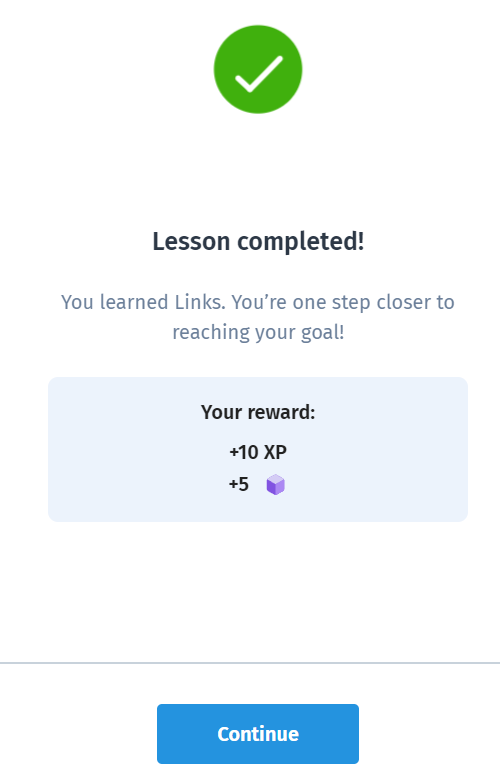 Lesson completed!
You learned Links. You’re one step closer to
reaching your goal!
Your reward:
+10 XP
+5
Continue